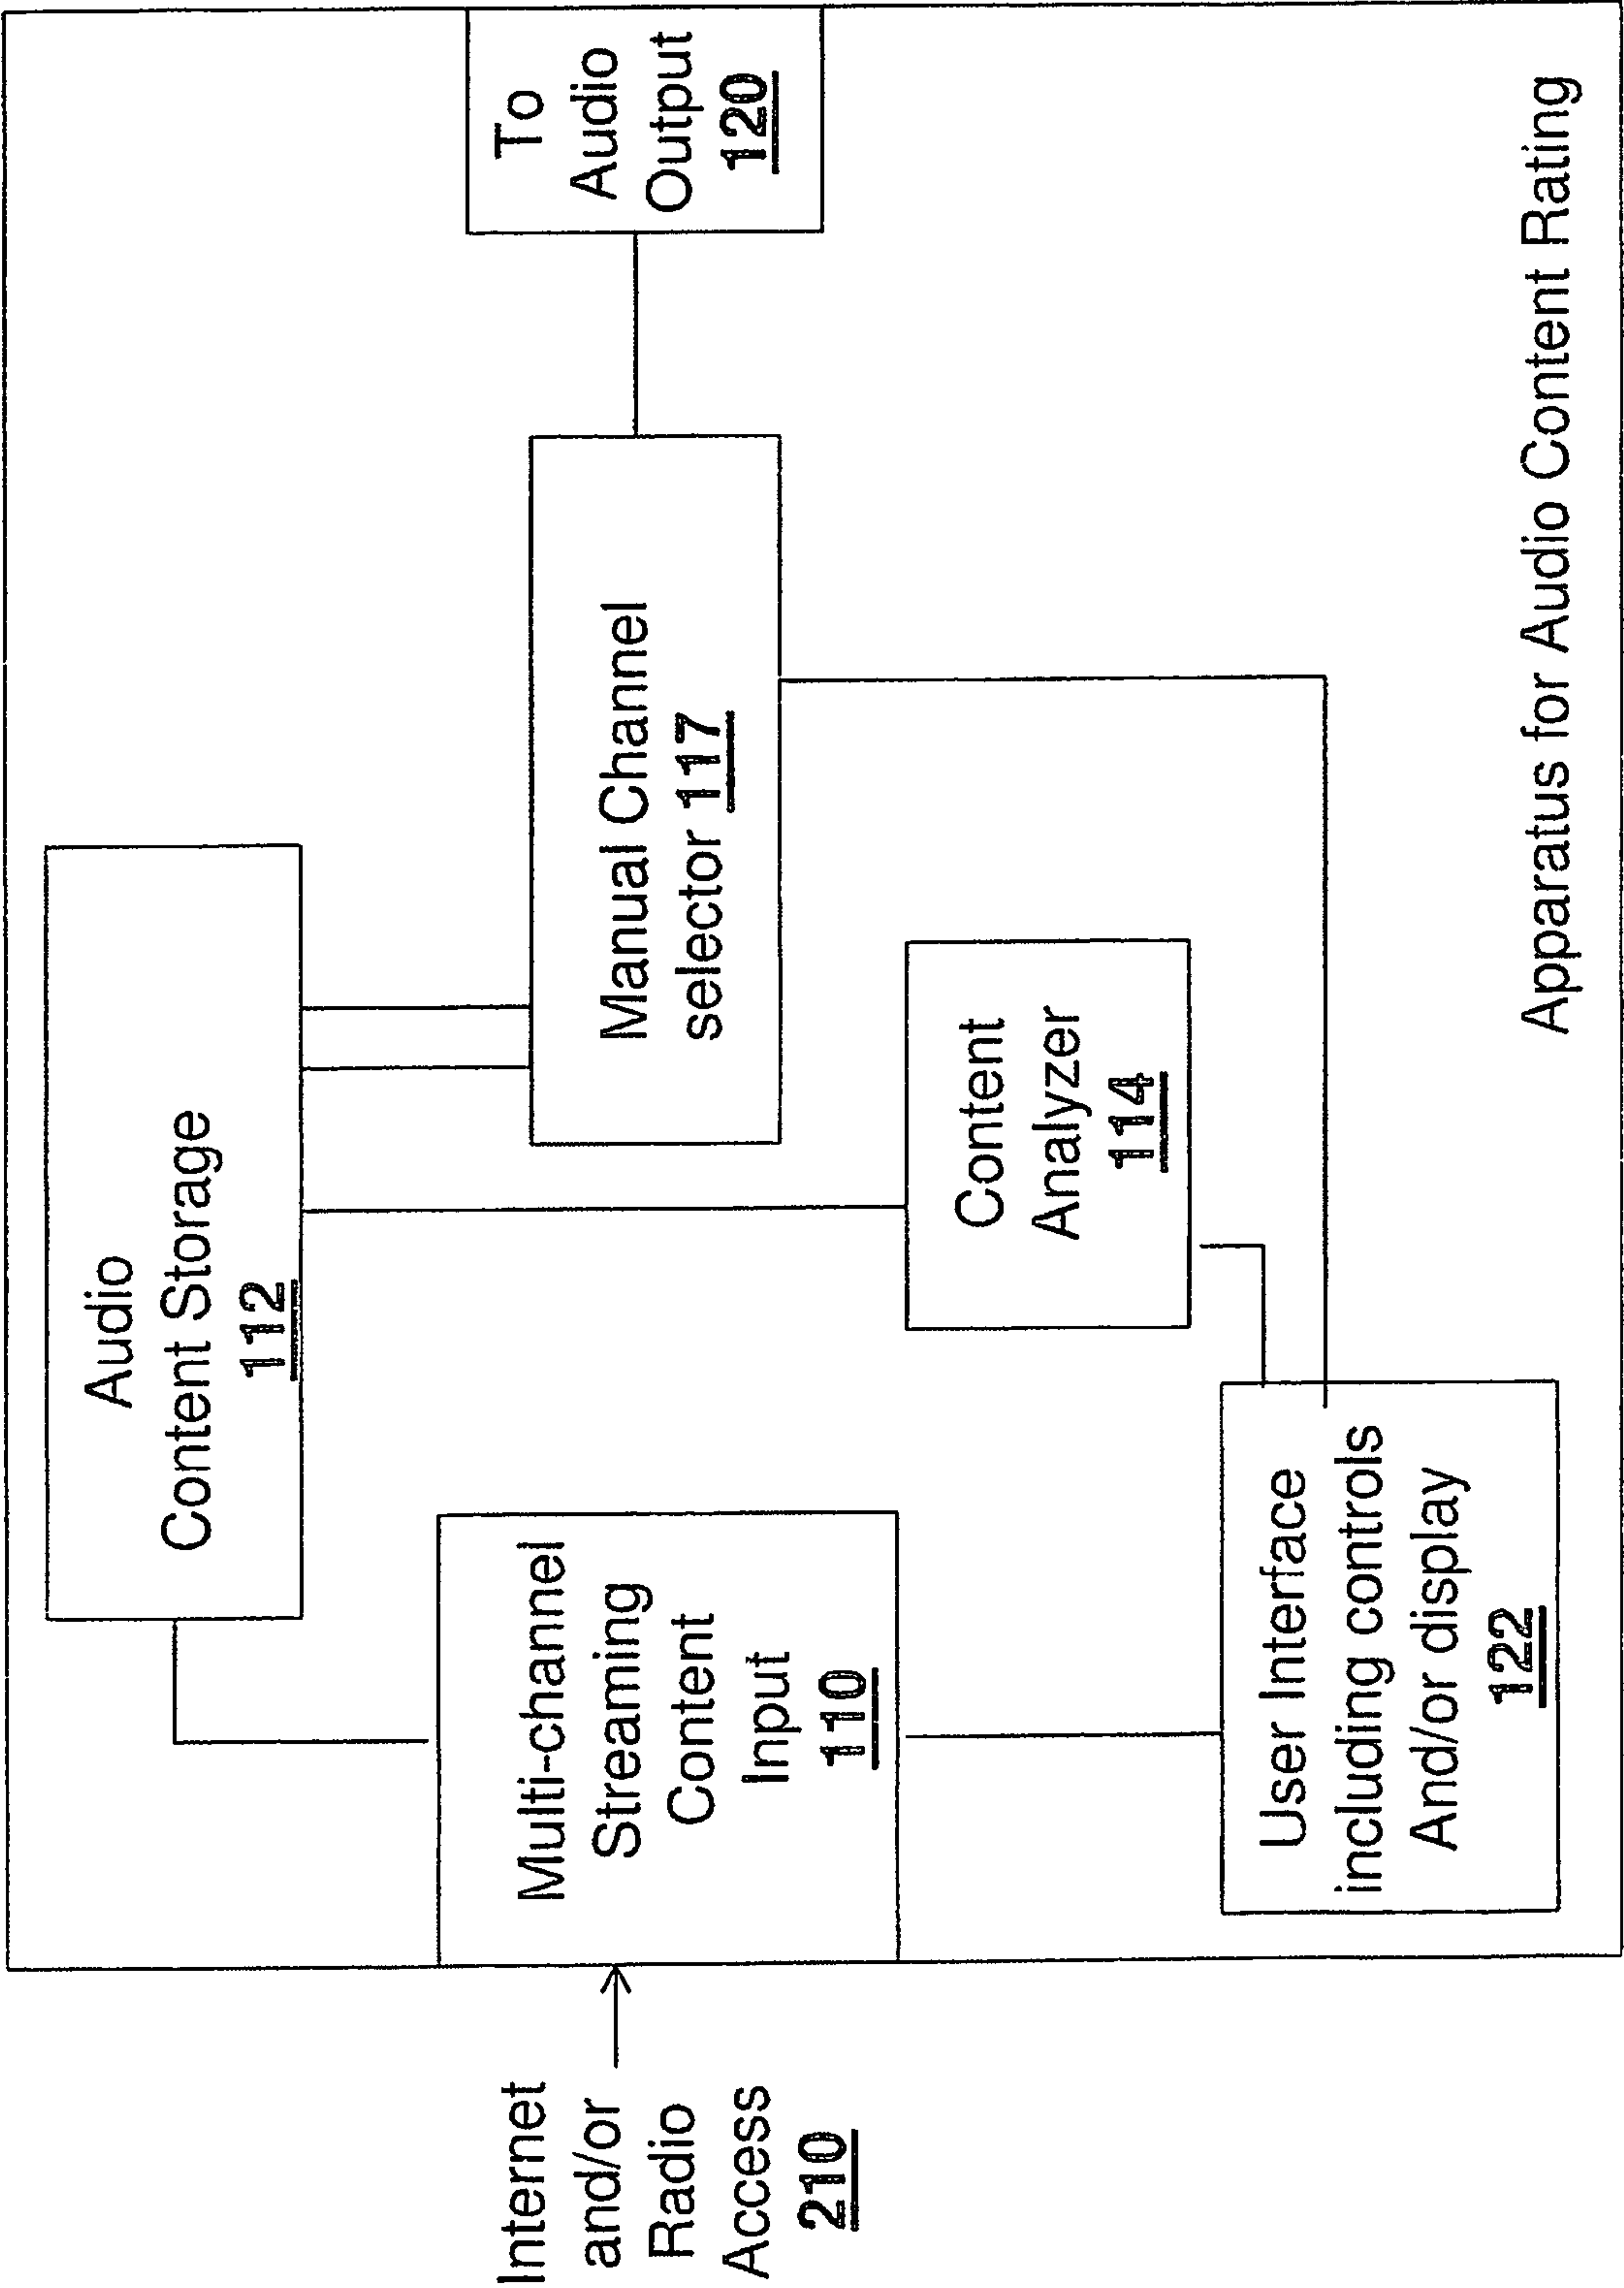 Internet
and/or
Radio
Access
210
Multi-channel
Streaming
Content
Input
110
Audio
Content Storage
112
User Interface
including controls
And/or display
122
Content
Analyzer
114
Manual Channel
selector 117
To
Audio
Output
120
Apparatus for Audio Content Rating